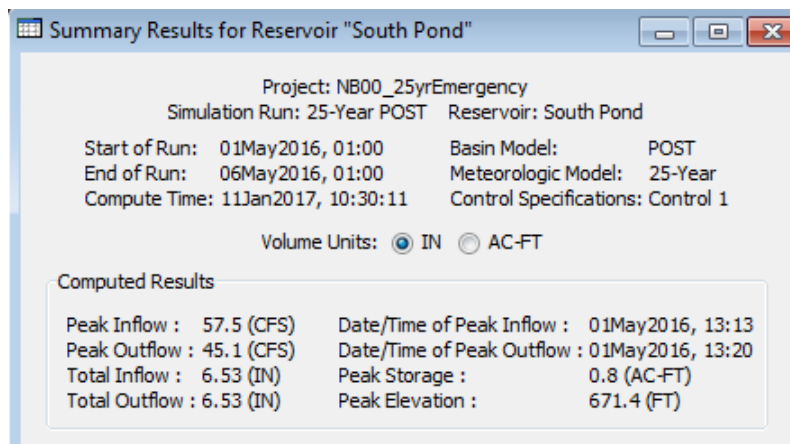 Summary Results for Reservoir "South Pond"
Project: NB00_25yrEmergency
Simulation Run: 25-Year POST Reservoir: South Pond
Start of Run: 01May2016, 01:00 Basin Model: POST
End of Run: 06May2016, 01:00 Meteorologic Model: 25-Year
Compute Time: 11Jan2017, 10:30:11 Control Specifications: Control 1
Volume Units: IN AC-FT
Computed Results
Peak Inflow : 57.5 (CFS) Date/Time of Peak Inflow : 01May2016, 13:13
Peak Outflow : 45.1 (CFS) Date/Time of Peak Outflow : 01May2016, 13:20
Total Inflow : 6.53 (IN) Peak Storage : 0.8 (AC-FT)
Total Outflow : 6.53 (IN) Peak Elevation : 671.4 (FT)